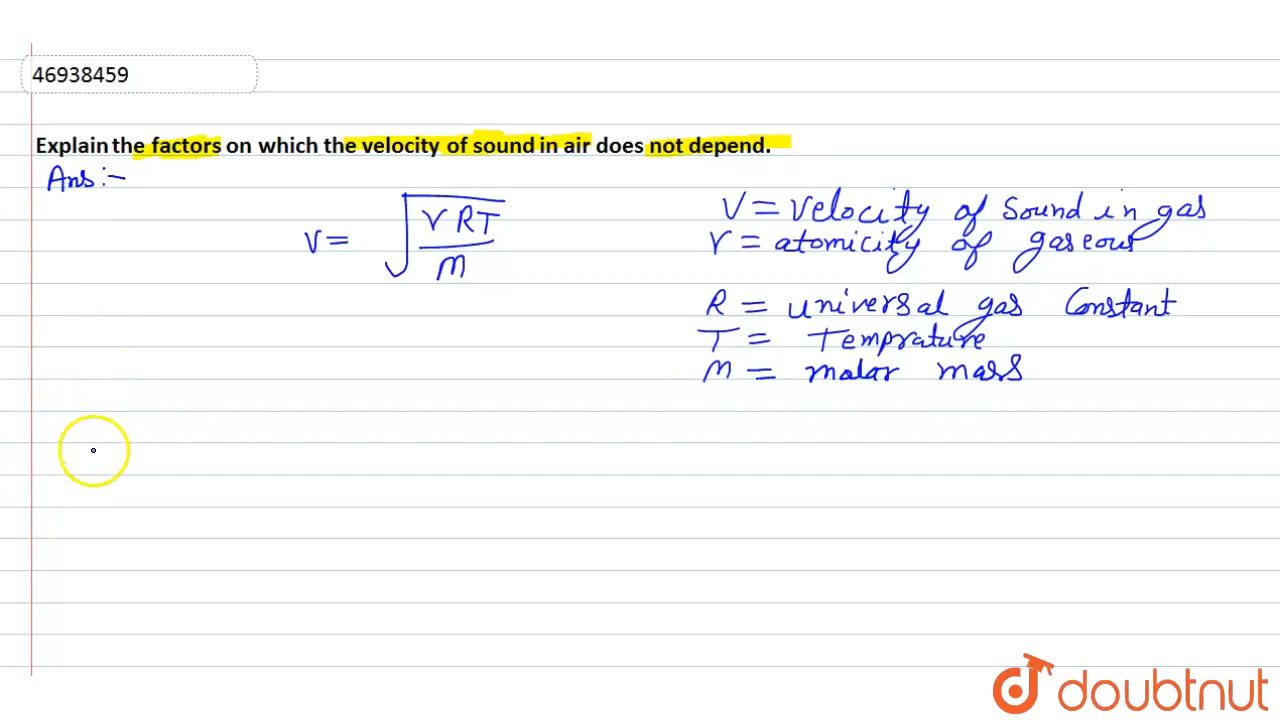 46938459
Explain the factors on which the velocity of sound in air does not depend.
Ans :-
V = √(γRT/M)
V = Velocity of Sound in gas
γ = atomicity of gaseous
R = universal gas Constant
T = Temprature
M = molar mass
doubtnut